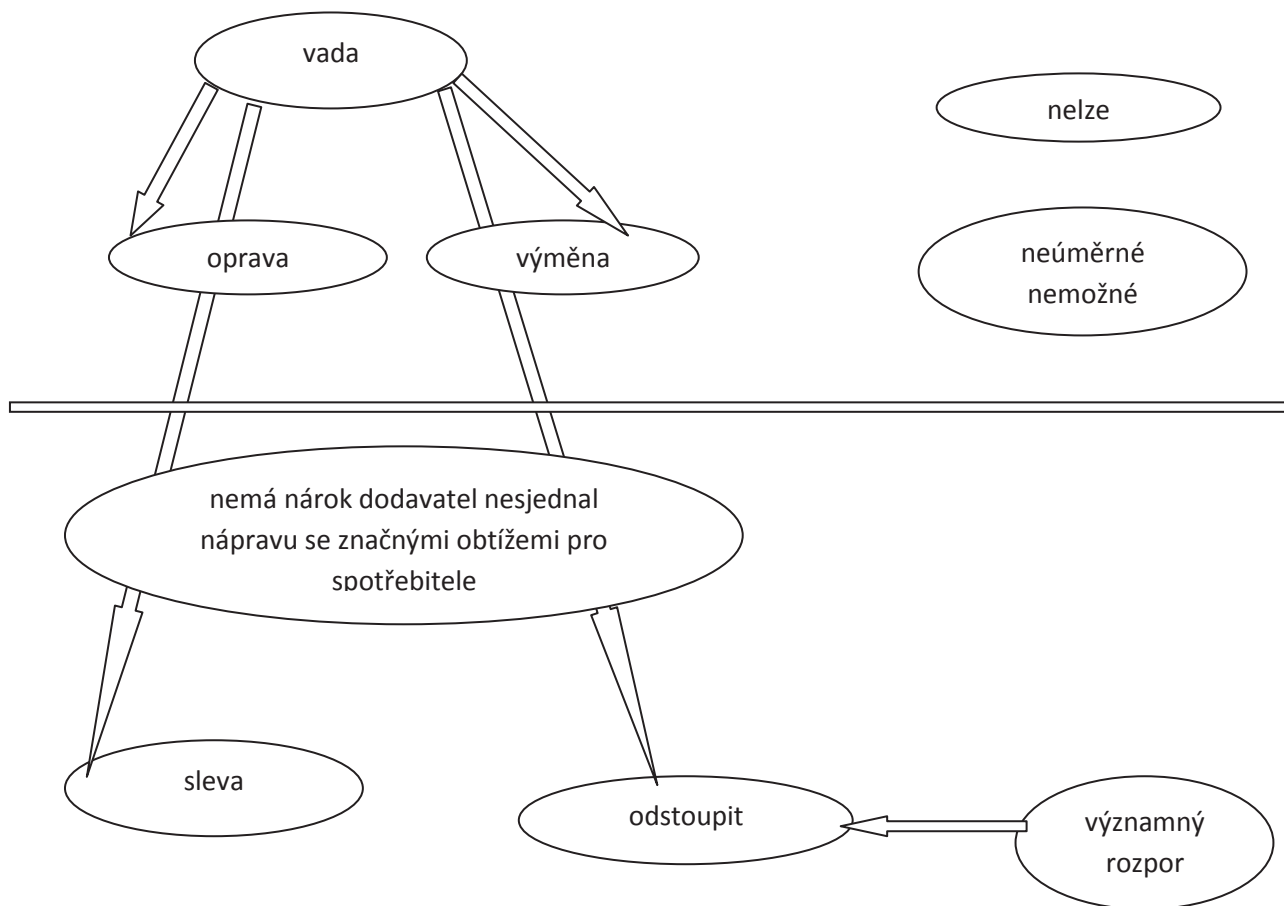 vada
nelze
oprava
výměna
neúměrné
nemožné
nemá nárok dodavatel nesjednal
nápravu se značnými obtížemi pro
spotřebitele
sleva
odstoupit
významný
rozpor